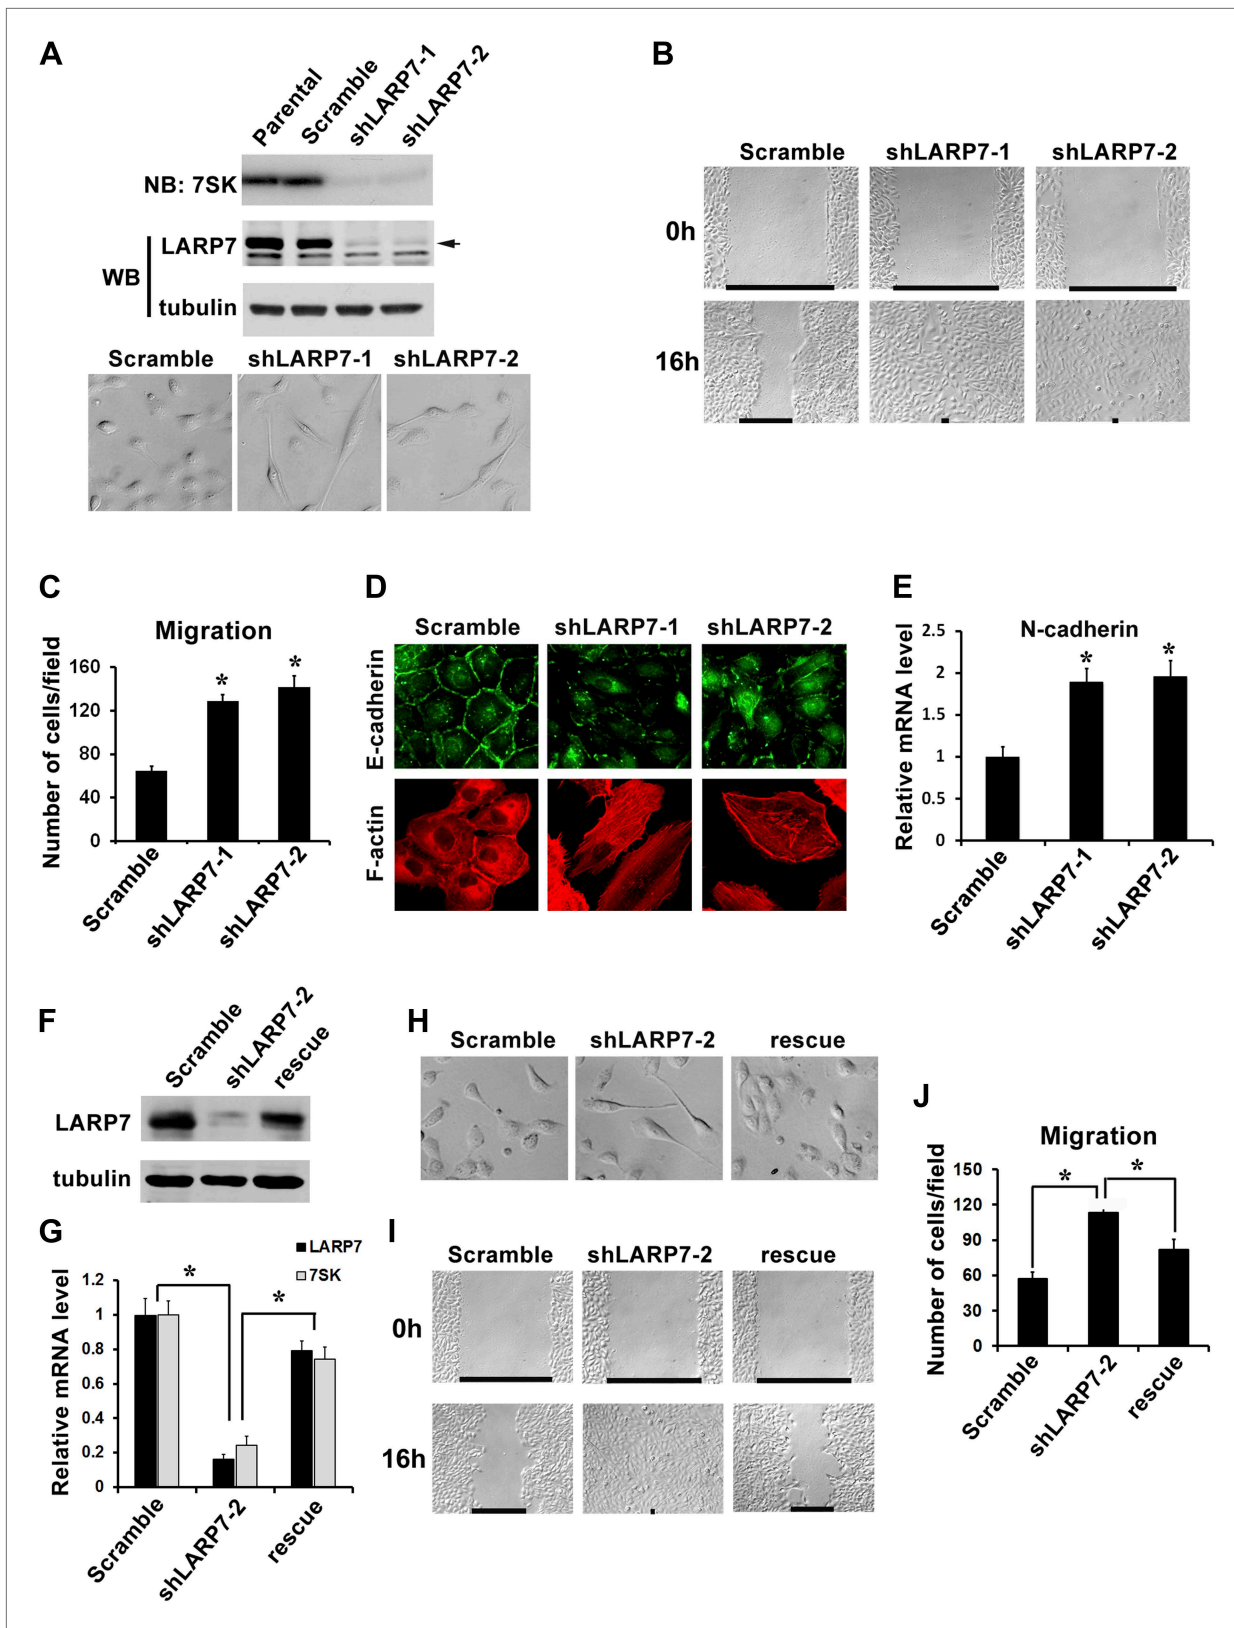 A
Parental
Scramble
shLARP7-1
shLARP7-2
NB: 7SK
WB
LARP7
tubulin
Scramble shLARP7-1 shLARP7-2
B
Scramble shLARP7-1 shLARP7-2
0h
16h
C
Migration
Number of cells/field
160
120
80
40
0
*
*
Scramble
shLARP7-1
shLARP7-2
D
Scramble shLARP7-1 shLARP7-2
E-cadherin
F-actin
E
N-cadherin
Relative mRNA level
2.5
2
1.5
1
0.5
0
*
*
Scramble
shLARP7-1
shLARP7-2
F
Scramble
shLARP7-2
rescue
LARP7
tubulin
G
LARP7
7SK
Relative mRNA level
1.2
1
0.8
0.6
0.4
0.2
0
*
*
Scramble
shLARP7-2
rescue
H
Scramble shLARP7-2 rescue
I
Scramble shLARP7-2 rescue
0h
16h
J
Migration
Number of cells/field
150
120
90
60
30
0
*
*
Scramble
shLARP7-2
rescue